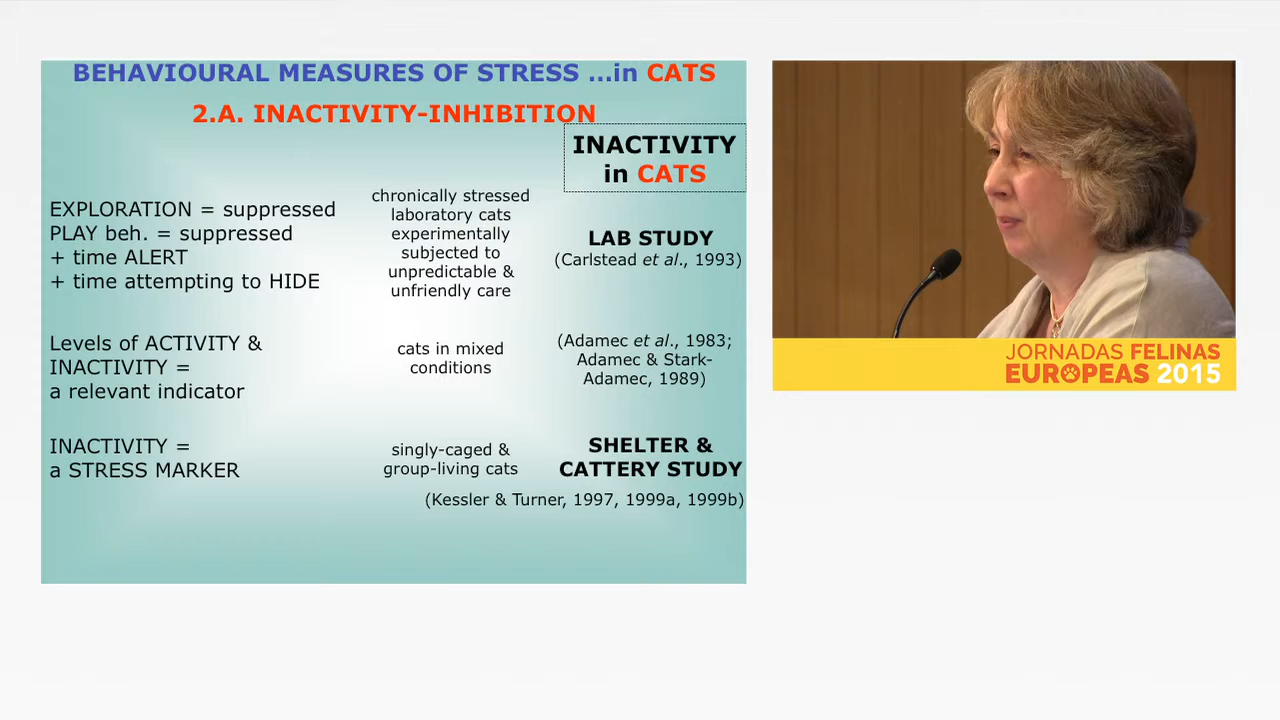 BEHAVIOURAL MEASURES OF STRESS ...in CATS
2.A. INACTIVITY-INHIBITION
INACTIVITY
in CATS
EXPLORATION = suppressed
PLAY beh. = suppressed
+ time ALERT
+ time attempting to HIDE
chronically stressed
laboratory cats
experimentally
subjected to
unpredictable &
unfriendly care
LAB STUDY
(Carlstead et al., 1993)
Levels of ACTIVITY &
INACTIVITY =
a relevant indicator
cats in mixed
conditions
(Adamec et al., 1983;
Adamec & Stark-
Adamec, 1989)
INACTIVITY =
a STRESS MARKER
singly-caged &
group-living cats
SHELTER &
CATTERY STUDY
(Kessler & Turner, 1997, 1999a, 1999b)
JORNADAS FELINAS
EUROPEAS 2015